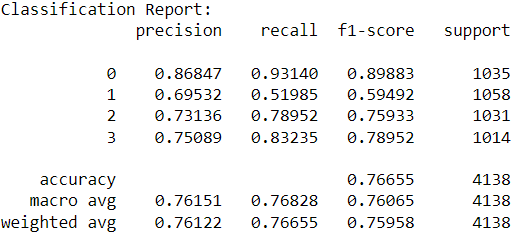 Classification Report:
              precision    recall  f1-score   support

           0    0.86847   0.93140   0.89883      1035
           1    0.69532   0.51985   0.59492      1058
           2    0.73136   0.78952   0.75933      1031
           3    0.75089   0.83235   0.78952      1014

    accuracy                       0.76655      4138
   macro avg    0.76151   0.76828   0.76065      4138
weighted avg    0.76122   0.76655   0.75958      4138